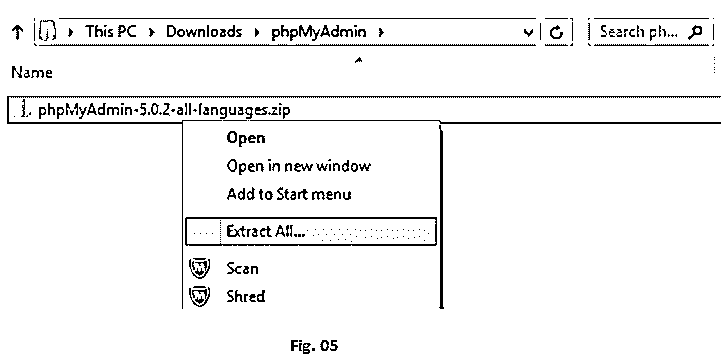 This PC Downloads phpMyAdmin Search ph...
Name
phpMyAdmin-5.0.2-all-languages.zip
Open
Open in new window
Add to Start menu
Extract All...
Scan
Shred
Fig. 05